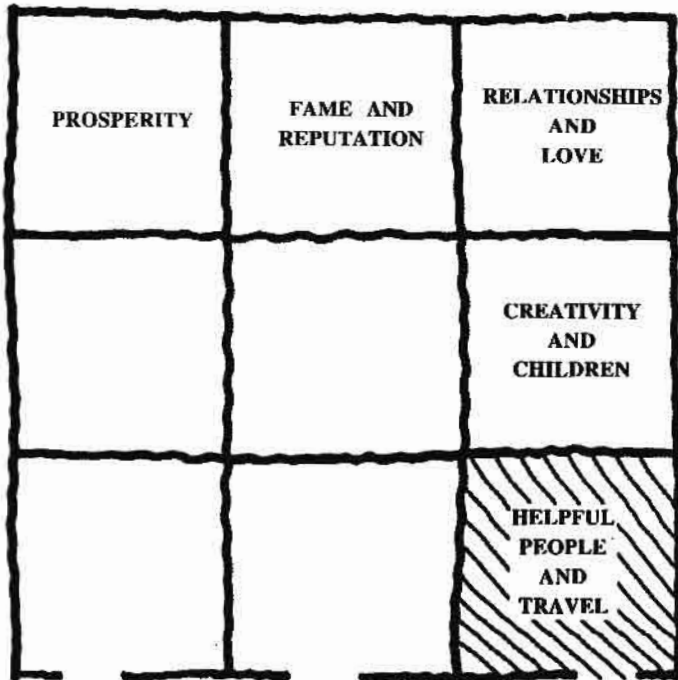 PROSPERITY
FAME AND
REPUTATION
RELATIONSHIPS
AND
LOVE
CREATIVITY
AND
CHILDREN
HELPFUL
PEOPLE
AND
TRAVEL